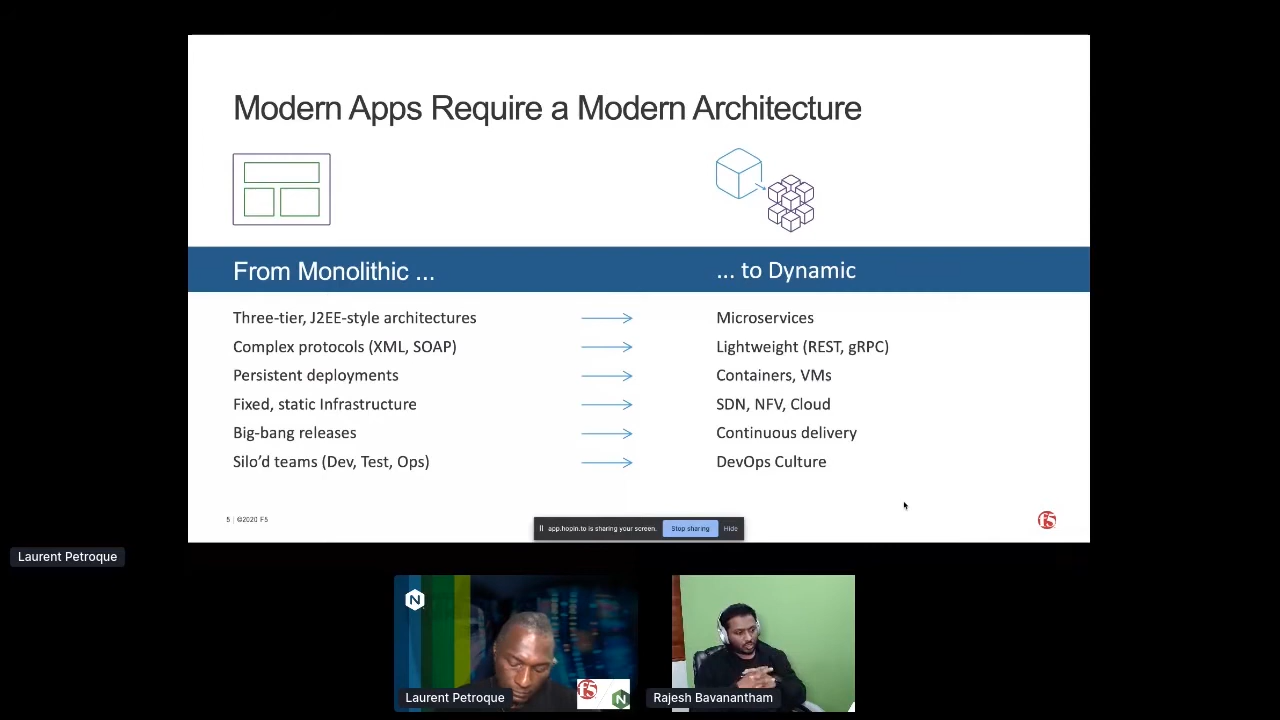 Modern Apps Require a Modern Architecture
From Monolithic ...
... to Dynamic
Three-tier, J2EE-style architectures
Microservices
Complex protocols (XML, SOAP)
Lightweight (REST, gRPC)
Persistent deployments
Containers, VMs
Fixed, static Infrastructure
SDN, NFV, Cloud
Big-bang releases
Continuous delivery
Silo’d teams (Dev, Test, Ops)
DevOps Culture
5 | ©2020 F5
app.hopin.to is sharing your screen.
Stop sharing
Hide
f5
Laurent Petroque
N
Laurent Petroque
f5
N
Rajesh Bavanantham